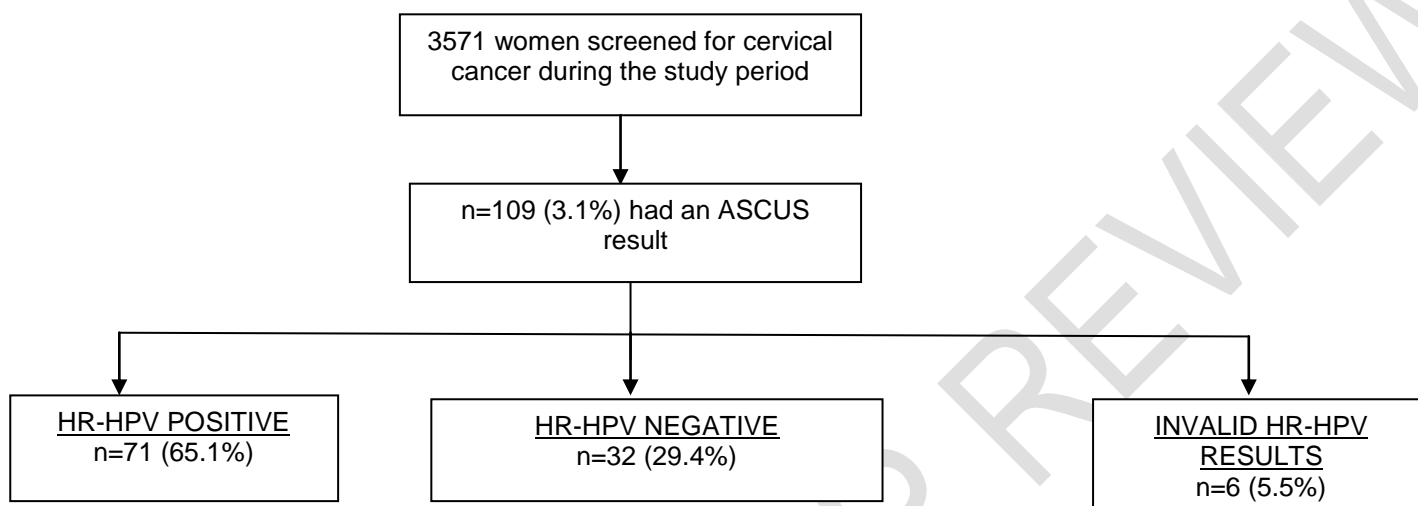 3571 women screened for cervical
cancer during the study period
n=109 (3.1%) had an ASCUS
result
HR-HPV POSITIVE
n=71 (65.1%)
HR-HPV NEGATIVE
n=32 (29.4%)
INVALID HR-HPV
RESULTS
n=6 (5.5%)
R REVIEW